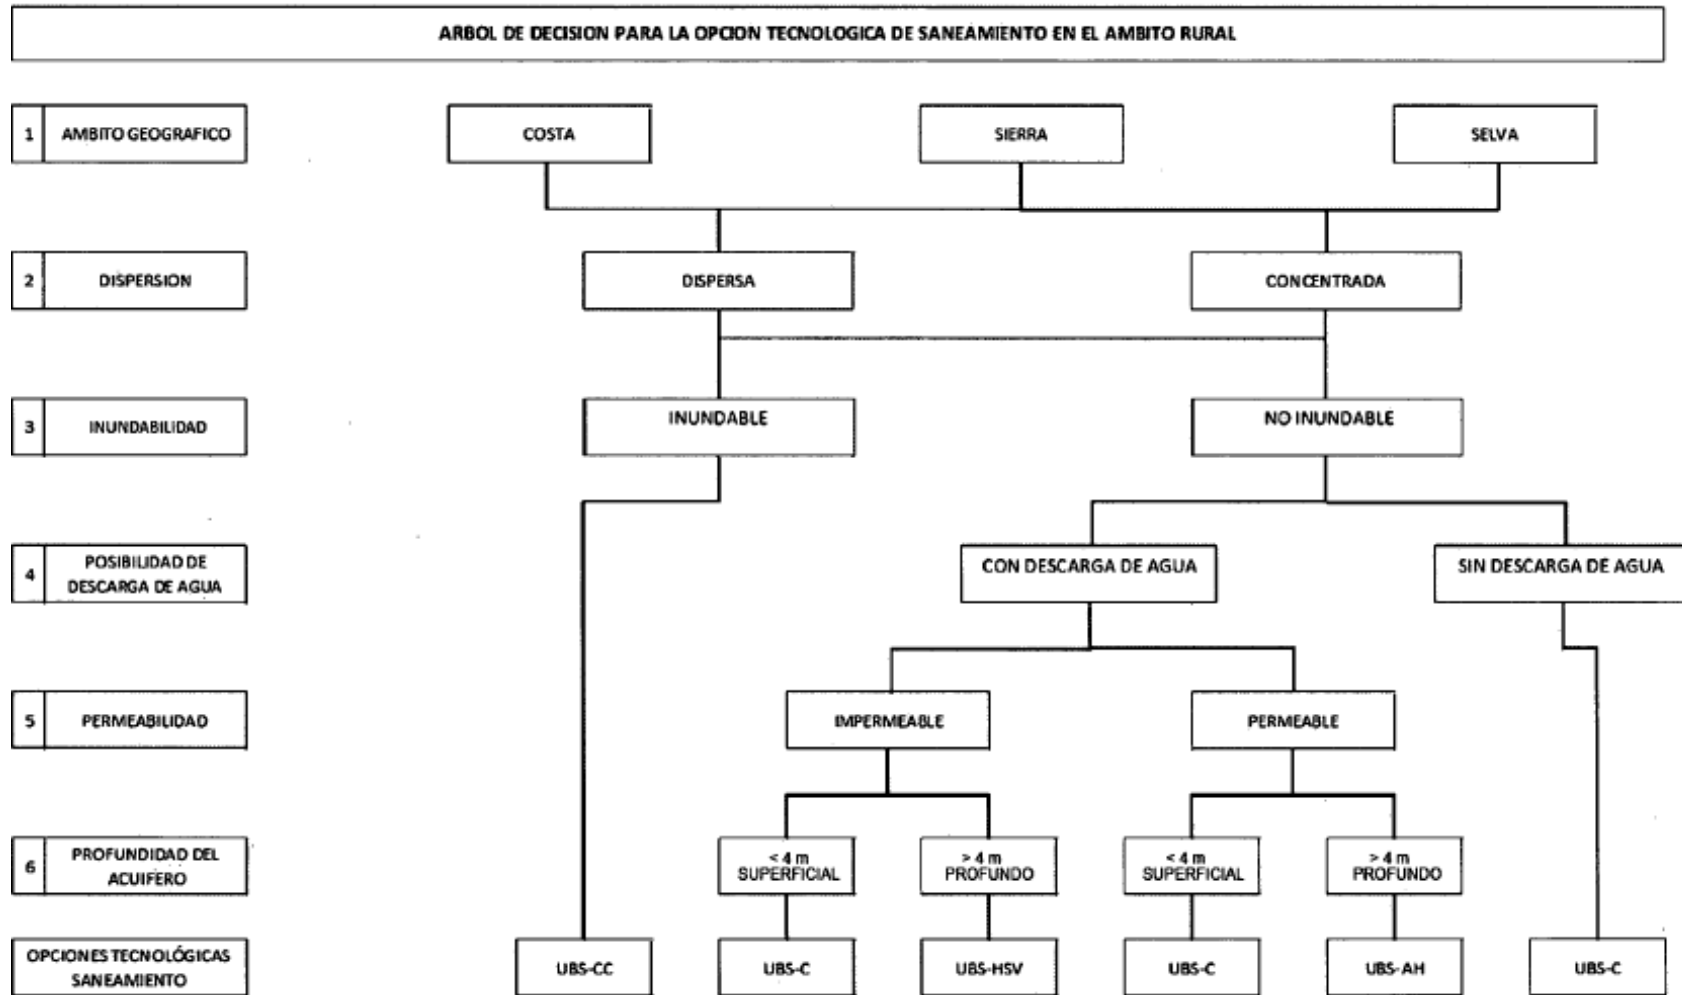 ARBOL DE DECISION PARA LA OPCION TECNOLOGICA DE SANEAMIENTO EN EL AMBITO RURAL
1 AMBITO GEOGRAFICO COSTA SIERRA SELVA
2 DISPERSION DISPERSA CONCENTRADA
3 INUNDABILIDAD INUNDABLE NO INUNDABLE
4 POSIBILIDAD DE
DESCARGA DE AGUA
CON DESCARGA DE AGUA SIN DESCARGA DE AGUA
5 PERMEABILIDAD IMPERMEABLE PERMEABLE
6 PROFUNDIDAD DEL
ACUIFERO
< 4 m
SUPERFICIAL
> 4 m
PROFUNDO
< 4 m
SUPERFICIAL
> 4 m
PROFUNDO
OPCIONES TECNOLÓGICAS
SANEAMIENTO
UBS-CC UBS-C UBS-HSV UBS-C UBS-AH UBS-C